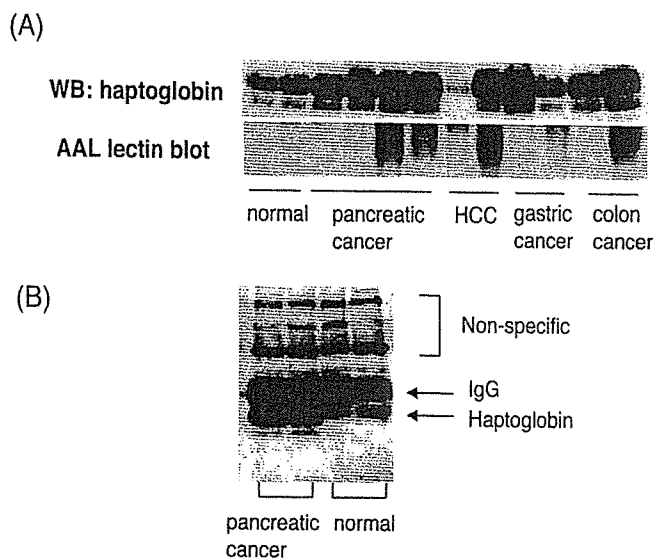 (A)
WB: haptoglobin
AAL lectin blot
normal pancreatic cancer HCC gastric cancer colon cancer
(B)
Non-specific
IgG
Haptoglobin
pancreatic cancer normal